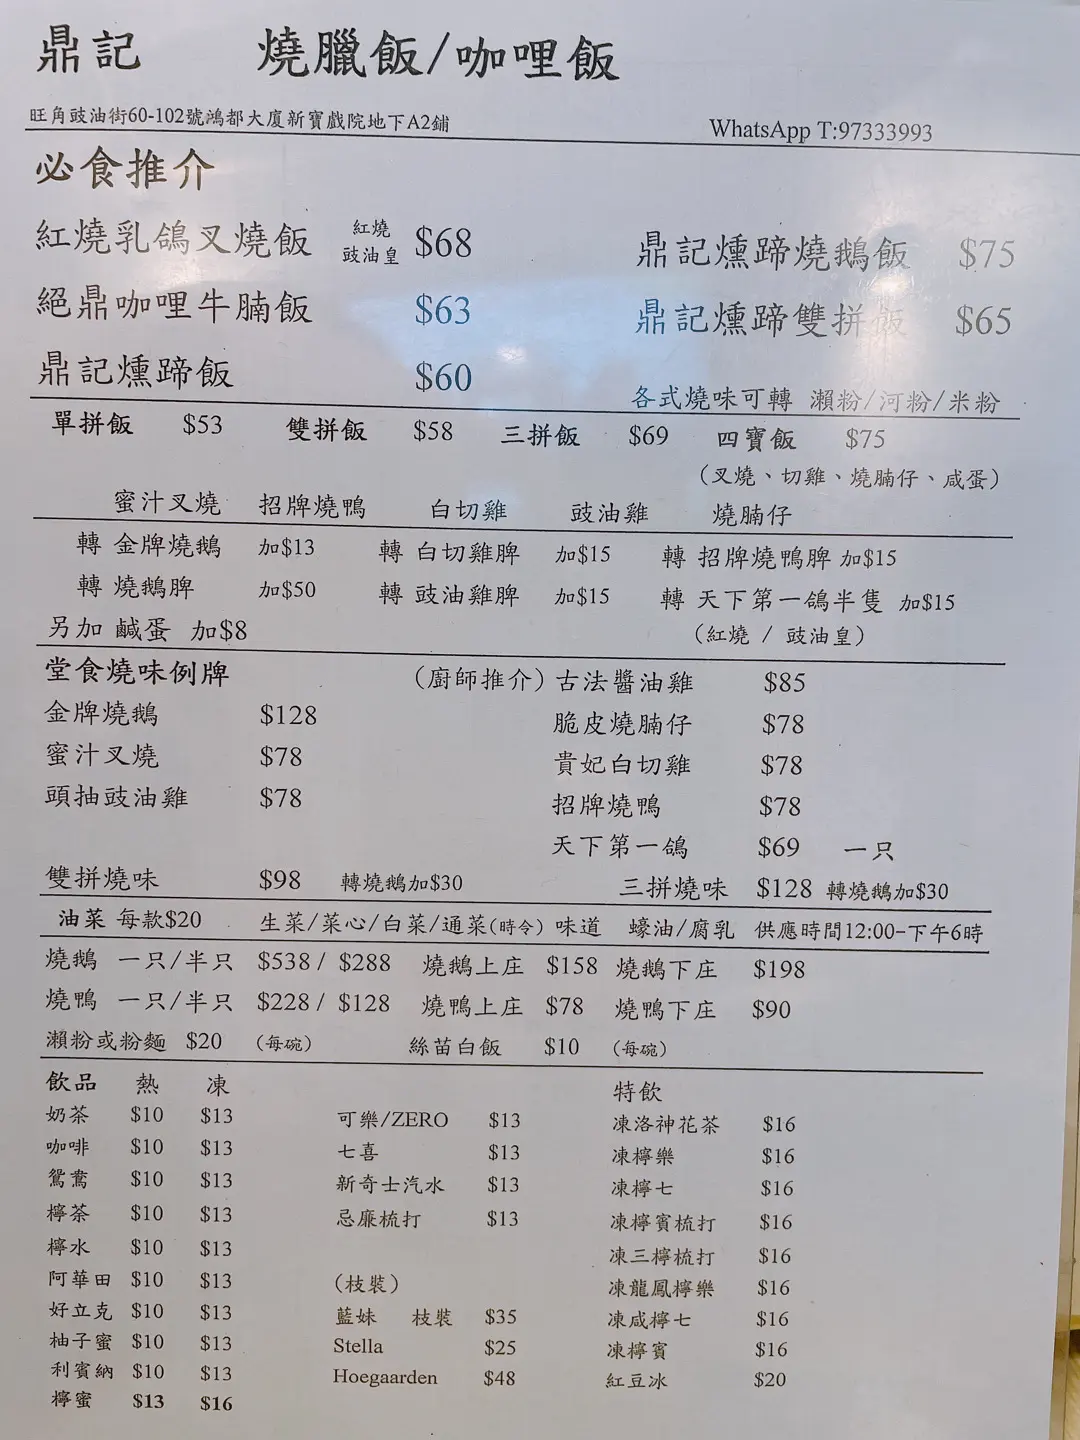 鼎記 燒臘飯/咖哩飯
旺角豉油街60-102號鴻都大廈新寶戲院地下A2鋪 WhatsApp T:97333993
必食推介
紅燒乳鴿叉燒飯 紅燒 豉油皇 $68 鼎記燻蹄燒鵝飯 $75
絕鼎咖哩牛腩飯 $63 鼎記燻蹄雙拼飯 $65
鼎記燻蹄飯 $60
各式燒味可轉 瀨粉/河粉/米粉
單拼飯 $53 雙拼飯 $58 三拼飯 $69 四寶飯 $75
（叉燒、切雞、燒腩仔、咸蛋）
蜜汁叉燒 招牌燒鴨 白切雞 豉油雞 燒腩仔
轉 金牌燒鵝 加$13 轉 白切雞脾 加$15 轉 招牌燒鴨脾 加$15
轉 燒鵝脾 加$50 轉 豉油雞脾 加$15 轉 天下第一鴿半隻 加$15
另加 鹹蛋 加$8 （紅燒 / 豉油皇）
堂食燒味例牌 （廚師推介）古法醬油雞 $85
金牌燒鵝 $128 脆皮燒腩仔 $78
蜜汁叉燒 $78 貴妃白切雞 $78
頭抽豉油雞 $78 招牌燒鴨 $78
天下第一鴿 $69 一只
雙拼燒味 $98 轉燒鵝加$30 三拼燒味 $128 轉燒鵝加$30
油菜 每款$20 生菜/菜心/白菜/通菜(時令) 味道 蠔油/腐乳 供應時間12:00-下午6時
燒鵝 一只/半只 $538 / $288 燒鵝上庄 $158 燒鵝下庄 $198
燒鴨 一只/半只 $228 / $128 燒鴨上庄 $78 燒鴨下庄 $90
瀨粉或粉麵 $20 （每碗） 絲苗白飯 $10 （每碗）
飲品 熱 凍 特飲
奶茶 $10 $13 可樂/ZERO $13 凍洛神花茶 $16
咖啡 $10 $13 七喜 $13 凍檸樂 $16
鴛鴦 $10 $13 新奇士汽水 $13 凍檸七 $16
檸茶 $10 $13 忌廉梳打 $13 凍檸賓梳打 $16
檸水 $10 $13 凍三檸梳打 $16
阿華田 $10 $13 （枝裝） 凍龍鳳檸樂 $16
好立克 $10 $13 藍妹 枝裝 $35 凍咸檸七 $16
柚子蜜 $10 $13 Stella $25 凍檸賓 $16
利賓納 $10 $13 Hoegaarden $48 紅豆冰 $20
檸蜜 $13 $16